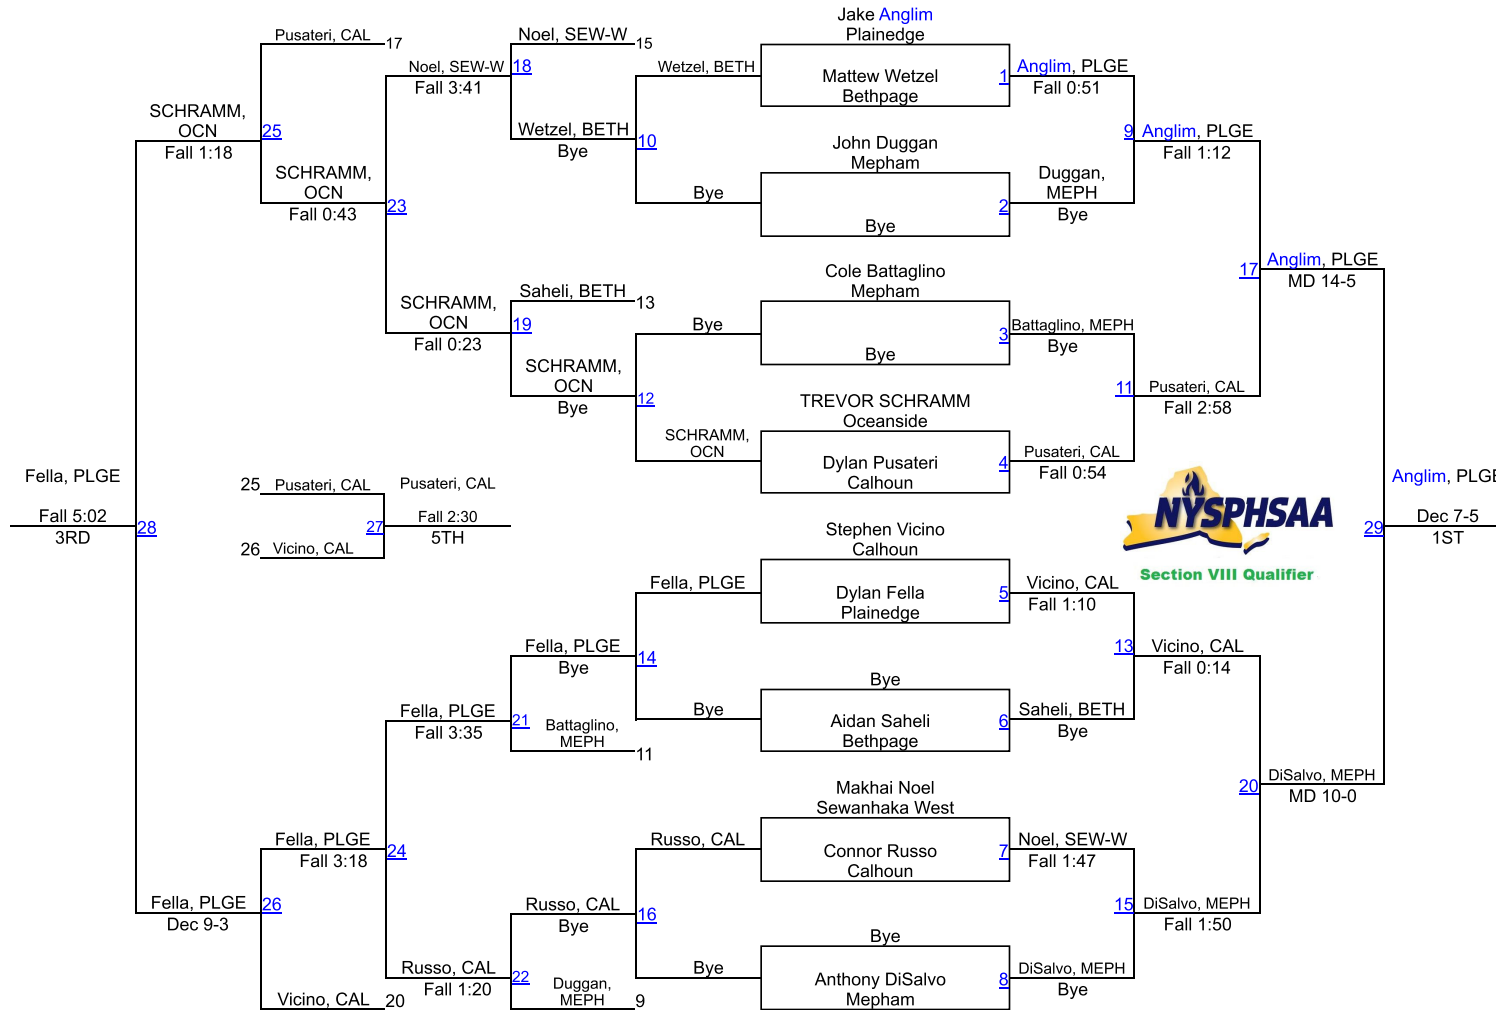 Jake Anglim
Plainedge
Mattew Wetzel
Bethpage
1
John Duggan
Mepham
Bye
2
Cole Battaglino
Mepham
Bye
3
TREVOR SCHRAMM
Oceanside
Dylan Pusateri
Calhoun
4
Stephen Vicino
Calhoun
Dylan Fella
Plainedge
5
Bye
Aidan Saheli
Bethpage
6
Makhai Noel
Sewanhaka West
Connor Russo
Calhoun
7
Bye
Anthony DiSalvo
Mepham
8
Anglim, PLGE
Fall 0:51
9
Duggan,
MEPH
Bye
Battaglino, MEPH
Bye
11
Pusateri, CAL
Fall 0:54
Vicino, CAL
Fall 1:10
13
Saheli, BETH
Bye
Noel, SEW-W
Fall 1:47
15
DiSalvo, MEPH
Bye
Anglim, PLGE
Fall 1:12
17
Pusateri, CAL
Fall 2:58
Vicino, CAL
Fall 0:14
20
DiSalvo, MEPH
Fall 1:50
Anglim, PLGE
MD 14-5
29
DiSalvo, MEPH
MD 10-0
Anglim, PLGE
Dec 7-5
1ST
NYSPHSAA
Section VIII Qualifier
Wetzel, BETH
10
Bye
Bye
12
SCHRAMM,
OCN
Fella, PLGE
14
Bye
Russo, CAL
16
Bye
Noel, SEW-W
15
18
Wetzel, BETH
Bye
Saheli, BETH
13
19
SCHRAMM,
OCN
Bye
Fella, PLGE
Bye
21
Battaglino,
MEPH
11
Russo, CAL
Bye
22
Duggan,
MEPH
9
Noel, SEW-W
Fall 3:41
23
SCHRAMM,
OCN
Fall 0:23
Fella, PLGE
Fall 3:35
24
Russo, CAL
Fall 1:20
Pusateri, CAL
17
25
SCHRAMM,
OCN
Fall 0:43
Fella, PLGE
Fall 3:18
26
Vicino, CAL
20
SCHRAMM,
OCN
Fall 1:18
28
Fella, PLGE
Dec 9-3
Fella, PLGE
Fall 5:02
3RD
25
Pusateri, CAL
27
26
Vicino, CAL
Pusateri, CAL
Fall 2:30
5TH